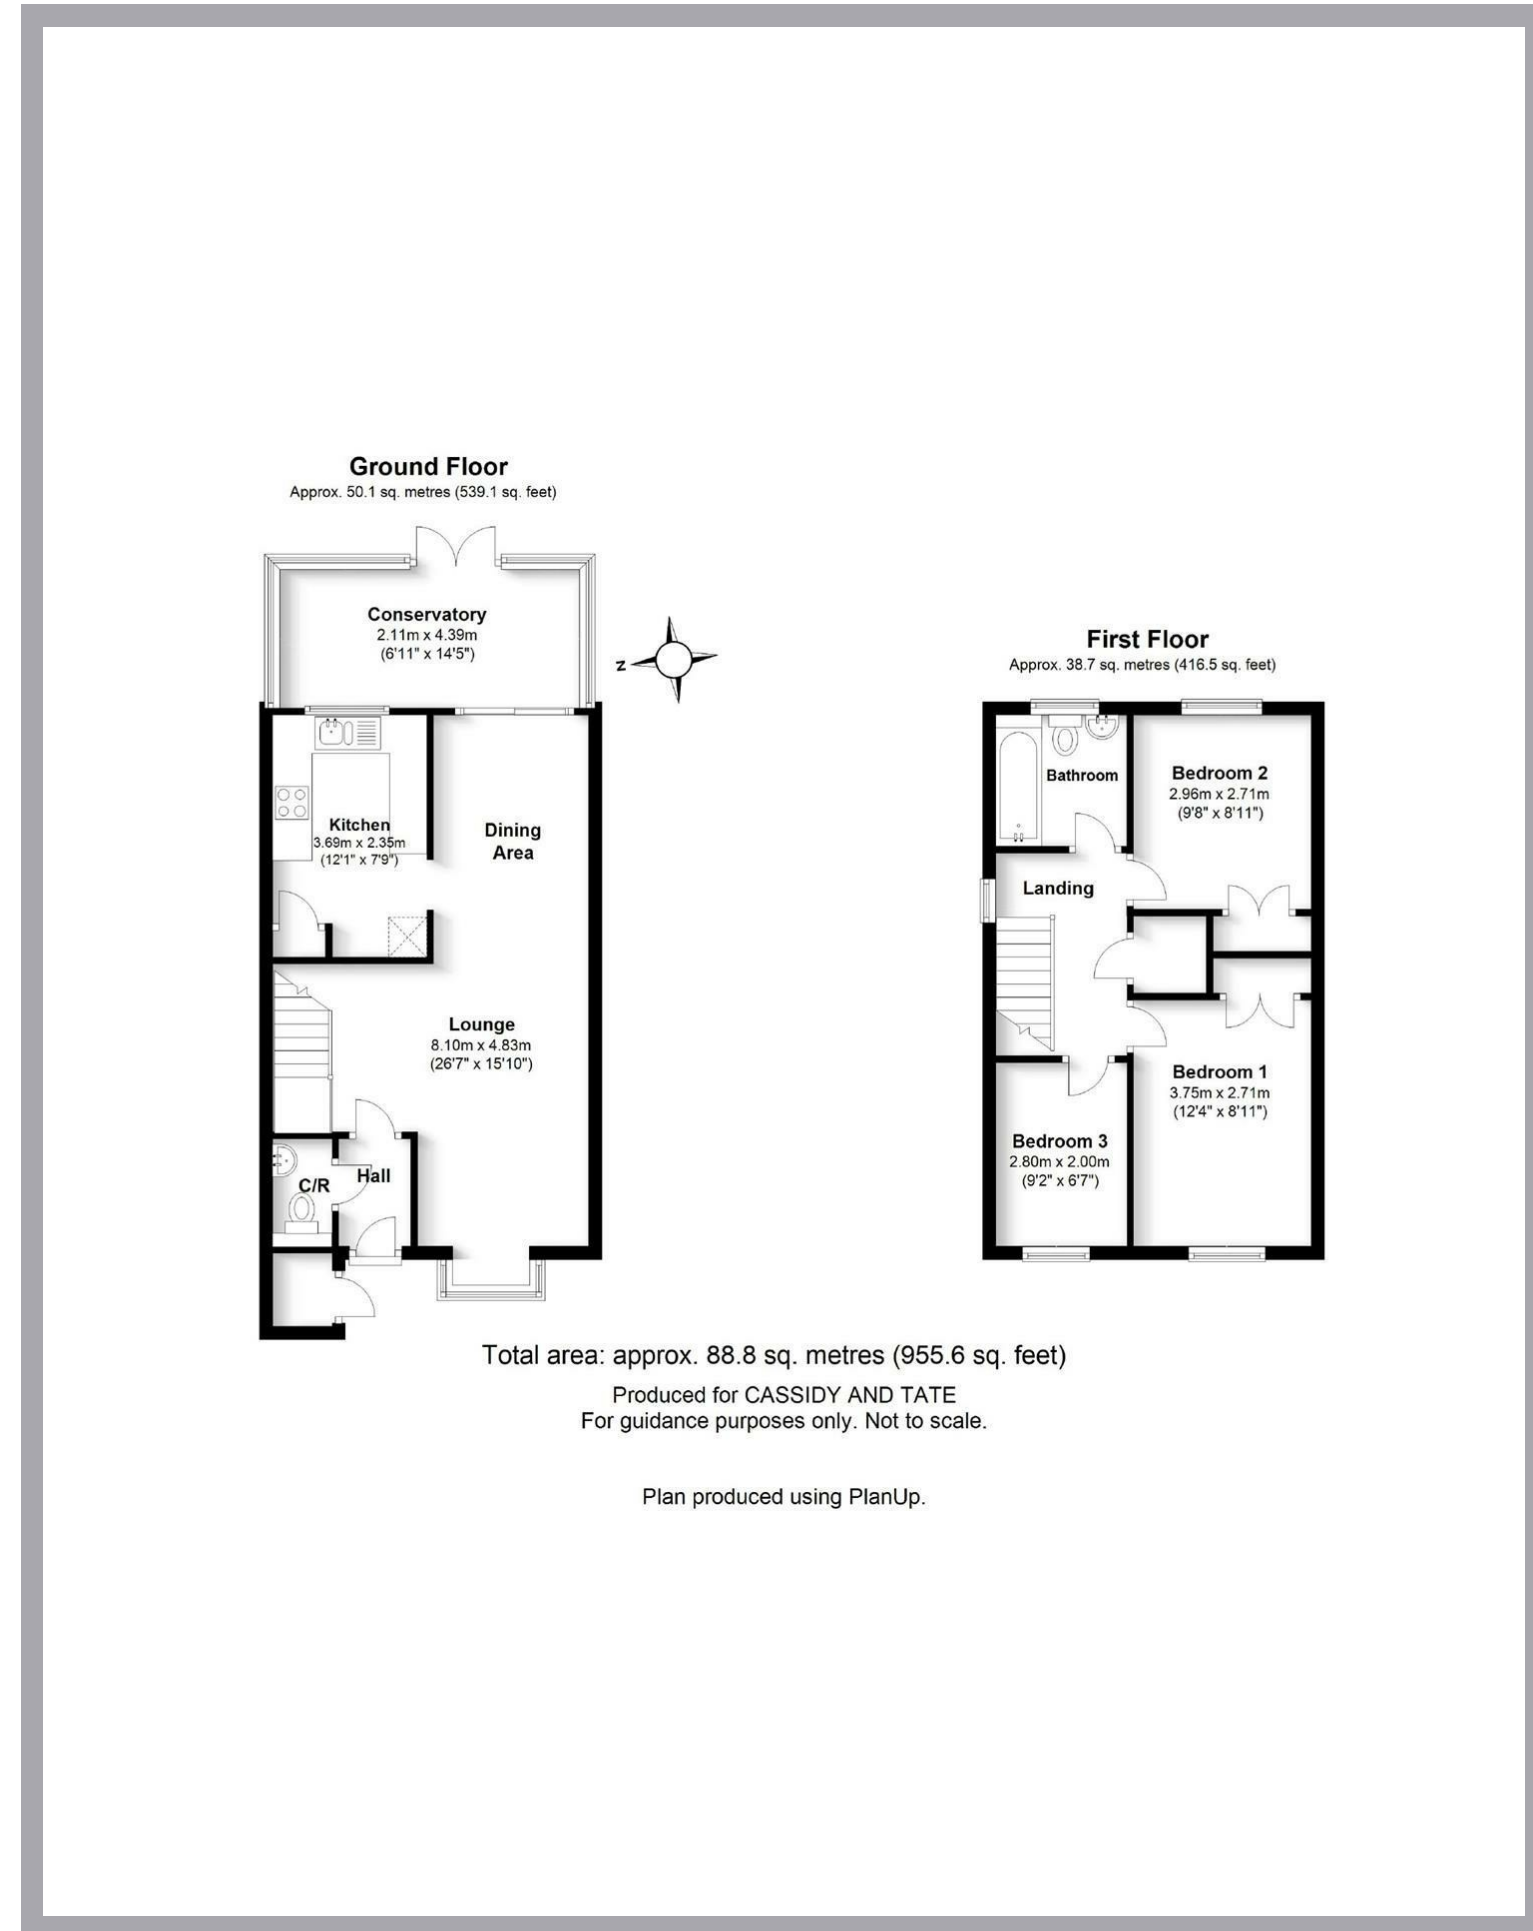 Ground Floor
Approx. 50.1 sq. metres (539.1 sq. feet)
Conservatory
2.11m x 4.39m
(6'11" x 14'5")
N
Kitchen
3.69m x 2.35m
(12'1" x 7'9")
Dining
Area
Lounge
8.10m x 4.83m
(26'7" x 15'10")
Hall
C/R
First Floor
Approx. 38.7 sq. metres (416.5 sq. feet)
Bathroom
Bedroom 2
2.96m x 2.71m
(9'8" x 8'11")
Landing
Bedroom 1
3.75m x 2.71m
(12'4" x 8'11")
Bedroom 3
2.80m x 2.00m
(9'2" x 6'7")
Total area: approx. 88.8 sq. metres (955.6 sq. feet)
Produced for CASSIDY AND TATE
For guidance purposes only. Not to scale.
Plan produced using PlanUp.